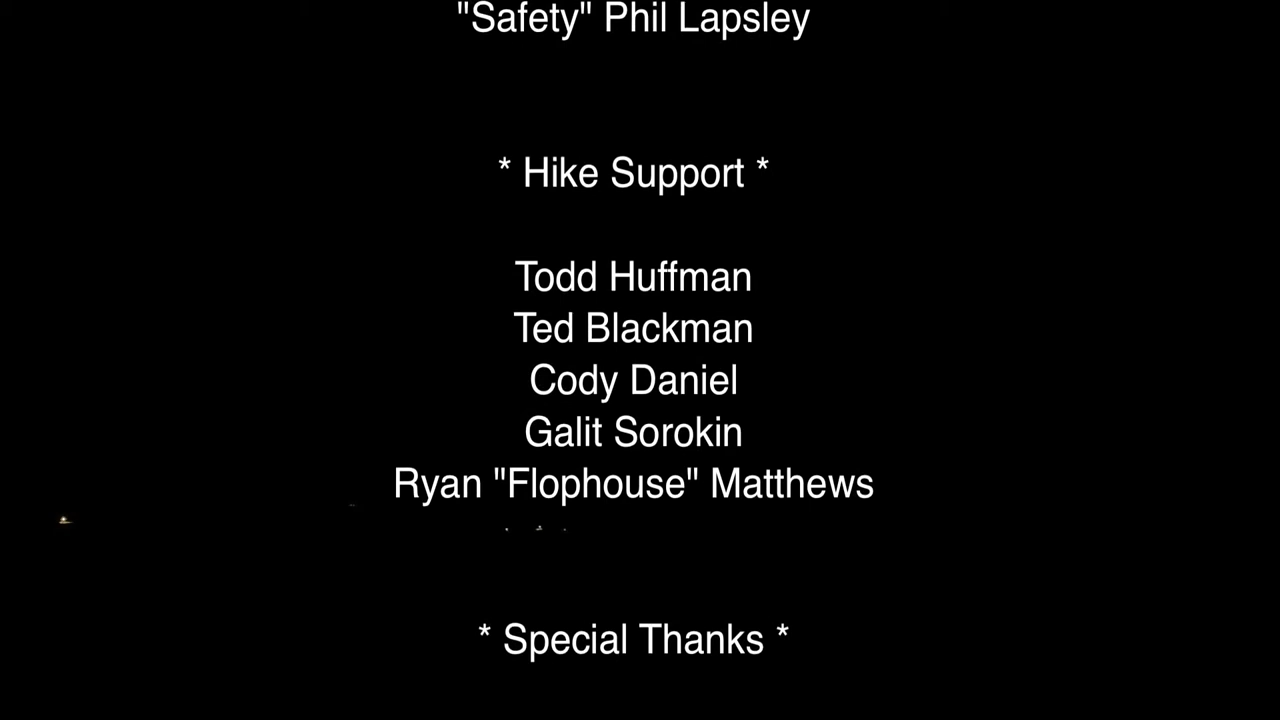 "Safety" Phil Lapsley
* Hike Support *
Todd Huffman
Ted Blackman
Cody Daniel
Galit Sorokin
Ryan "Flophouse" Matthews
* Special Thanks *